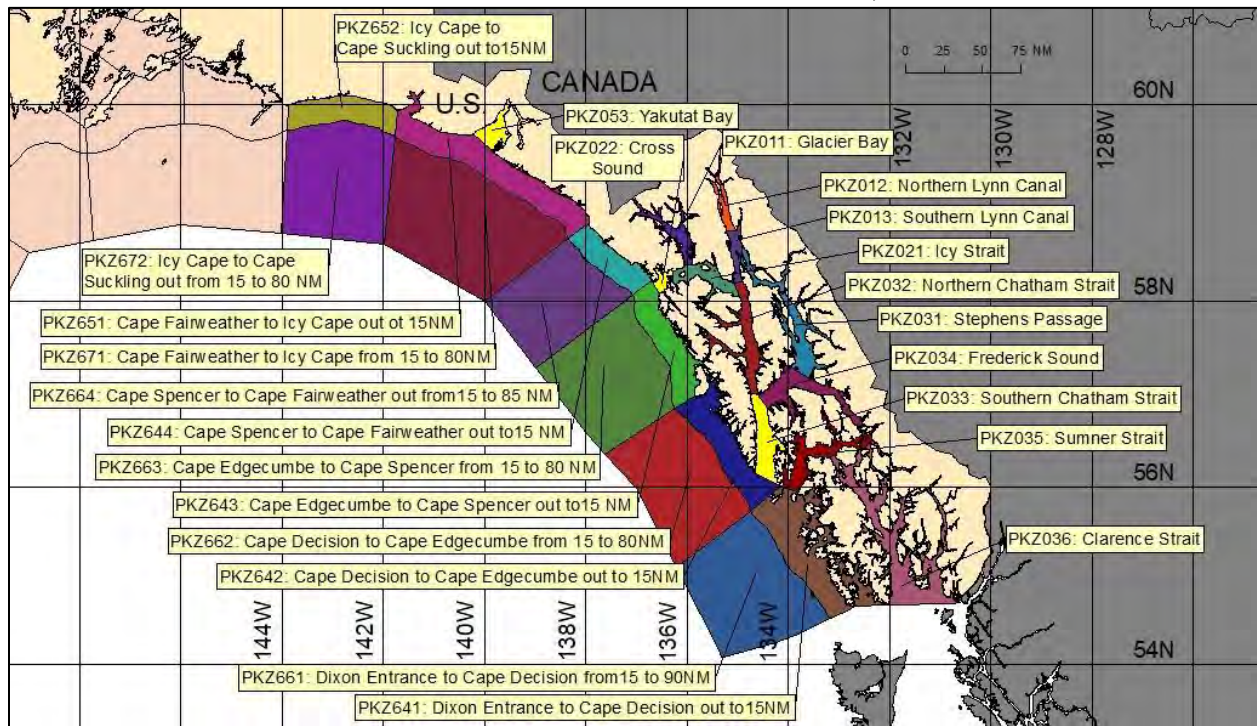 PKZ652: Icy Cape to
Cape Suckling out to15NM
0 25 50 75 NM
CANADA
U.S
60N
132W
130W
128W
PKZ053: Yakutat Bay
PKZ022: Cross
Sound
PKZ011: Glacier Bay
PKZ012: Northern Lynn Canal
PKZ013: Southern Lynn Canal
PKZ021: Icy Strait
PKZ672: Icy Cape to Cape
Suckling out from 15 to 80 NM
58N
PKZ032: Northern Chatham Strait
PKZ651: Cape Fairweather to Icy Cape out ot 15NM
PKZ031: Stephens Passage
PKZ671: Cape Fairweather to Icy Cape from 15 to 80NM
PKZ034: Frederick Sound
PKZ664: Cape Spencer to Cape Fairweather out from15 to 85 NM
PKZ033: Southern Chatham Strait
PKZ644: Cape Spencer to Cape Fairweather out to15 NM
PKZ035: Sumner Strait
PKZ663: Cape Edgecumbe to Cape Spencer from 15 to 80 NM
56N
PKZ643: Cape Edgecumbe to Cape Spencer out to15 NM
PKZ662: Cape Decision to Cape Edgecumbe from 15 to 80NM
PKZ036: Clarence Strait
PKZ642: Cape Decision to Cape Edgecumbe out to 15NM
144W
142W
140W
138W
136W
134W
54N
PKZ661: Dixon Entrance to Cape Decision from15 to 90NM
PKZ641: Dixon Entrance to Cape Decision out to15NM